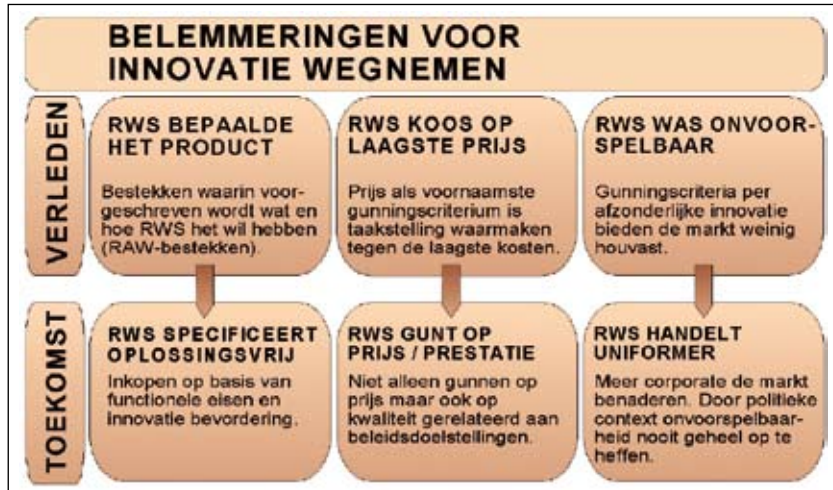 BELEMMERINGEN VOOR
INNOVATIE WEGNEMEN
VERLEDEN
RWS BEPAALDE
HET PRODUCT
Bestekken waarin voor-
geschreven wordt wat en
hoe RWS het wil hebben
(RAW-bestekken).
RWS KOOS OP
LAAGSTE PRIJS
Prijs als voornaamste
gunningscriterium is
taakstelling waarmaken
tegen de laagste kosten.
RWS WAS ONVOOR-
SPELBAAR
Gunningscriteria per
afzonderlijke innovatie
bieden de markt weinig
houvast.
TOEKOMST
RWS SPECIFICEERT
OPLOSSINGSVRIJ
Inkopen op basis van
functionele eisen en
innovatie bevordering.
RWS GUNT OP
PRIJS / PRESTATIE
Niet alleen gunnen op
prijs maar ook op
kwaliteit gerelateerd aan
beleidsdoelstellingen.
RWS HANDELT
UNIFORMER
Meer corporate de markt
benaderen. Door politieke
context onvoorspelbaar-
heid nooit geheel op te
heffen.